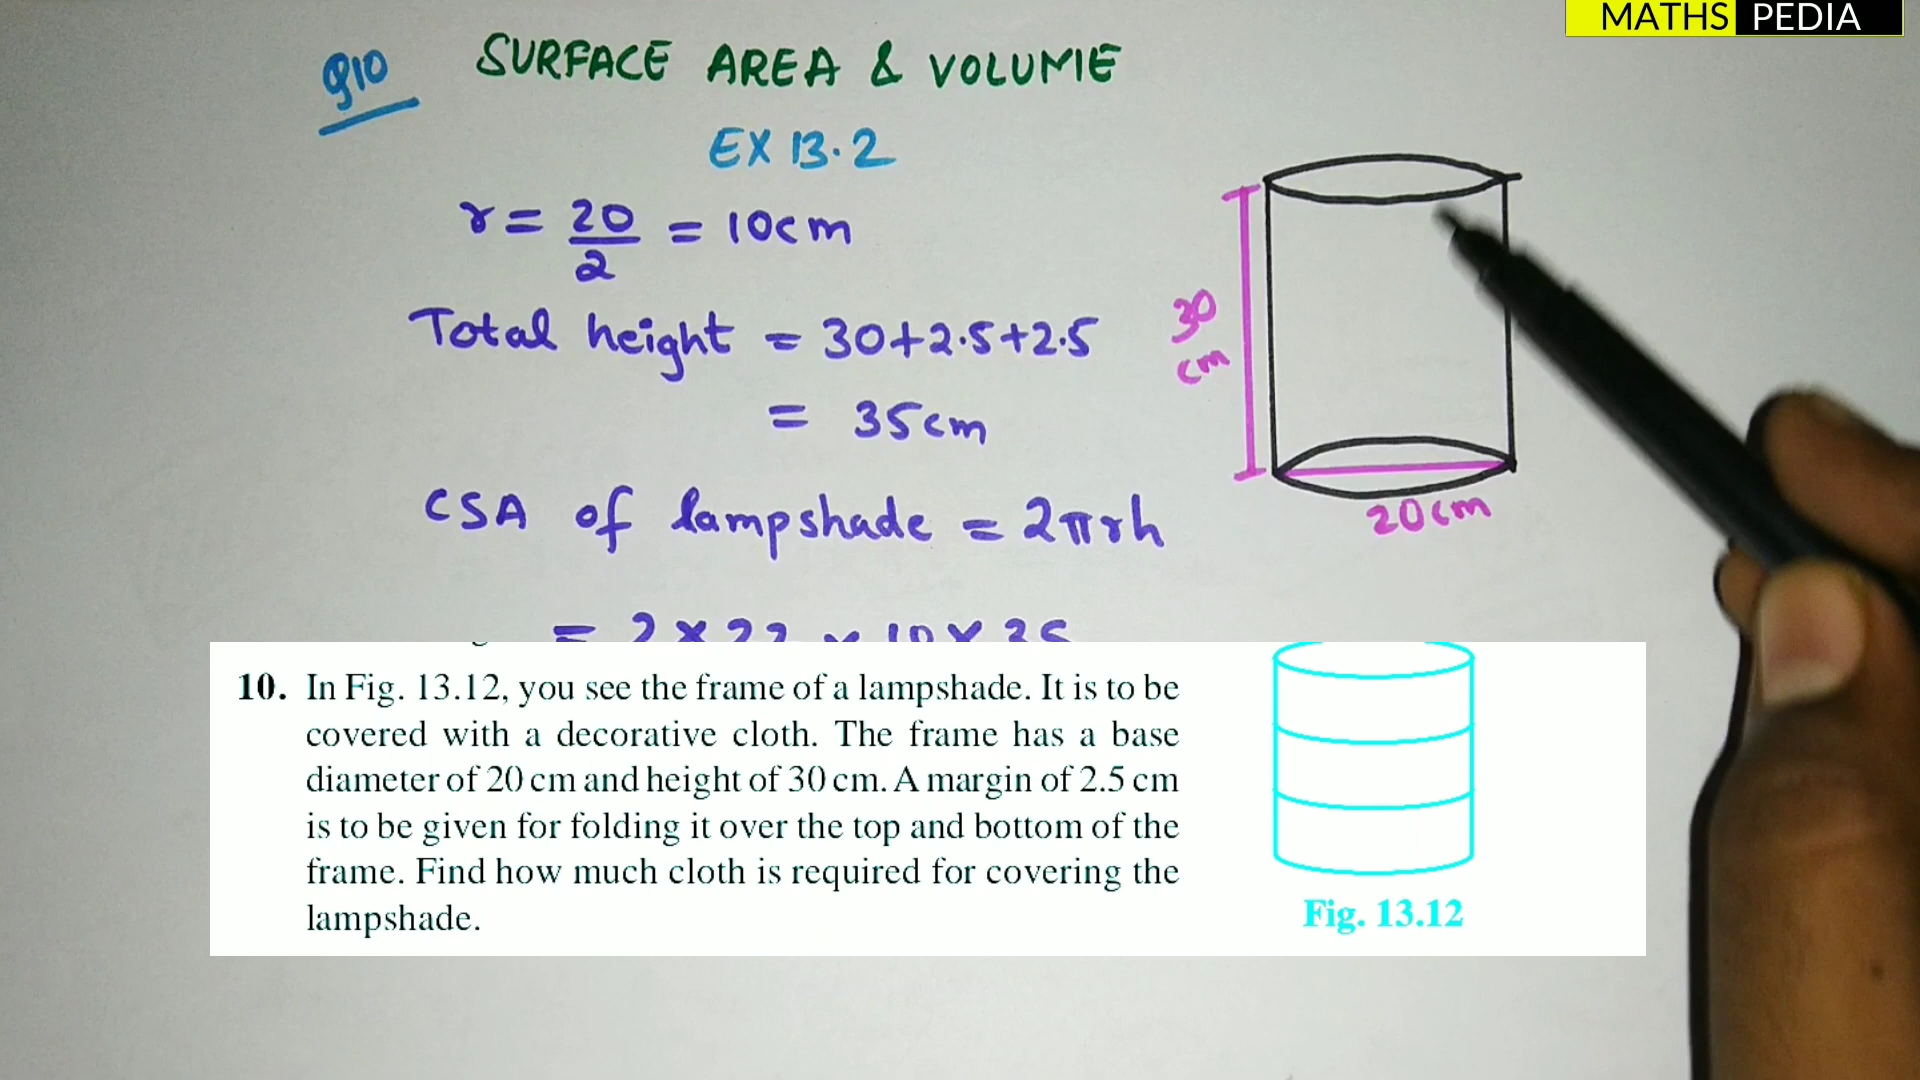 MATHS PEDIA
Q10 SURFACE AREA & VOLUME
EX 13.2
r = 20/2 = 10cm
Total height = 30+2.5+2.5
= 35cm
30 cm
20cm
CSA of lampshade = 2πrh
= 2×22 × 10×35
10. In Fig. 13.12, you see the frame of a lampshade. It is to be
covered with a decorative cloth. The frame has a base
diameter of 20 cm and height of 30 cm. A margin of 2.5 cm
is to be given for folding it over the top and bottom of the
frame. Find how much cloth is required for covering the
lampshade.
Fig. 13.12